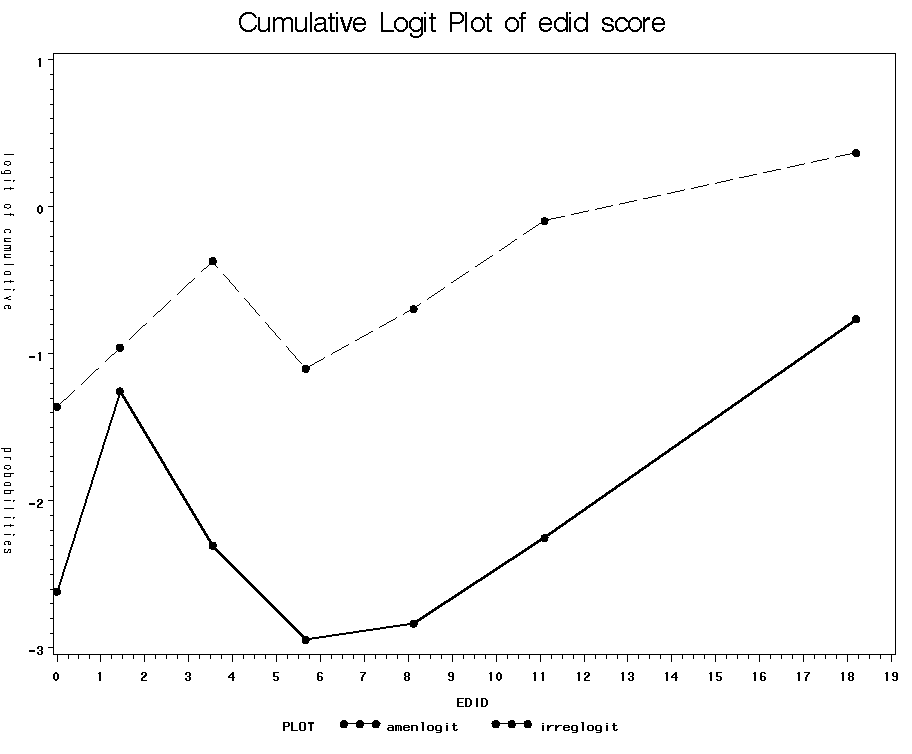 Cumulative Logit Plot of edid score
logit of cumulative probabilities
1
0
-1
-2
-3
0 1 2 3 4 5 6 7 8 9 10 11 12 13 14 15 16 17 18 19
EDID
PLOT amenlogit irreglogit